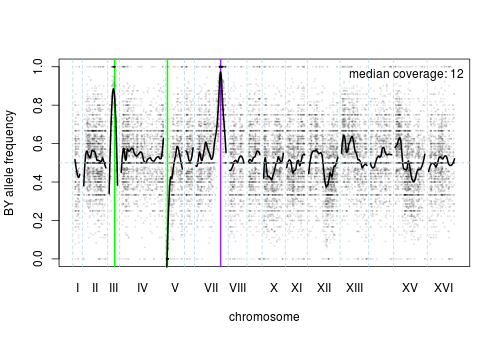 median coverage: 12
BY allele frequency
1.0
0.8
0.6
0.4
0.2
0.0
I II III IV V VII VIII X XI XII XIII XV XVI
chromosome